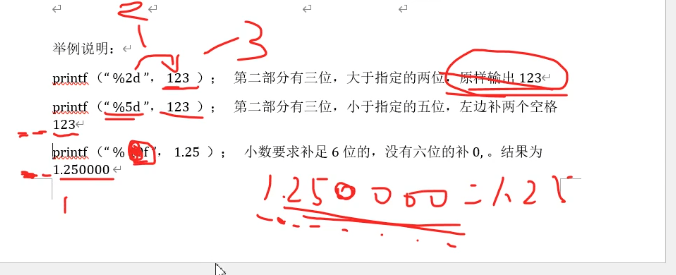 2
举例说明：
3
printf（“%2d”，123）； 第二部分有三位，大于指定的两位，原样输出 123
printf（“%5d”，123）； 第二部分有三位，小于指定的五位，左边补两个空格
123
printf（“% f”，1.25）； 小数要求补足 6 位的，没有六位的补 0,。结果为
1.250000
1.250000=1.25